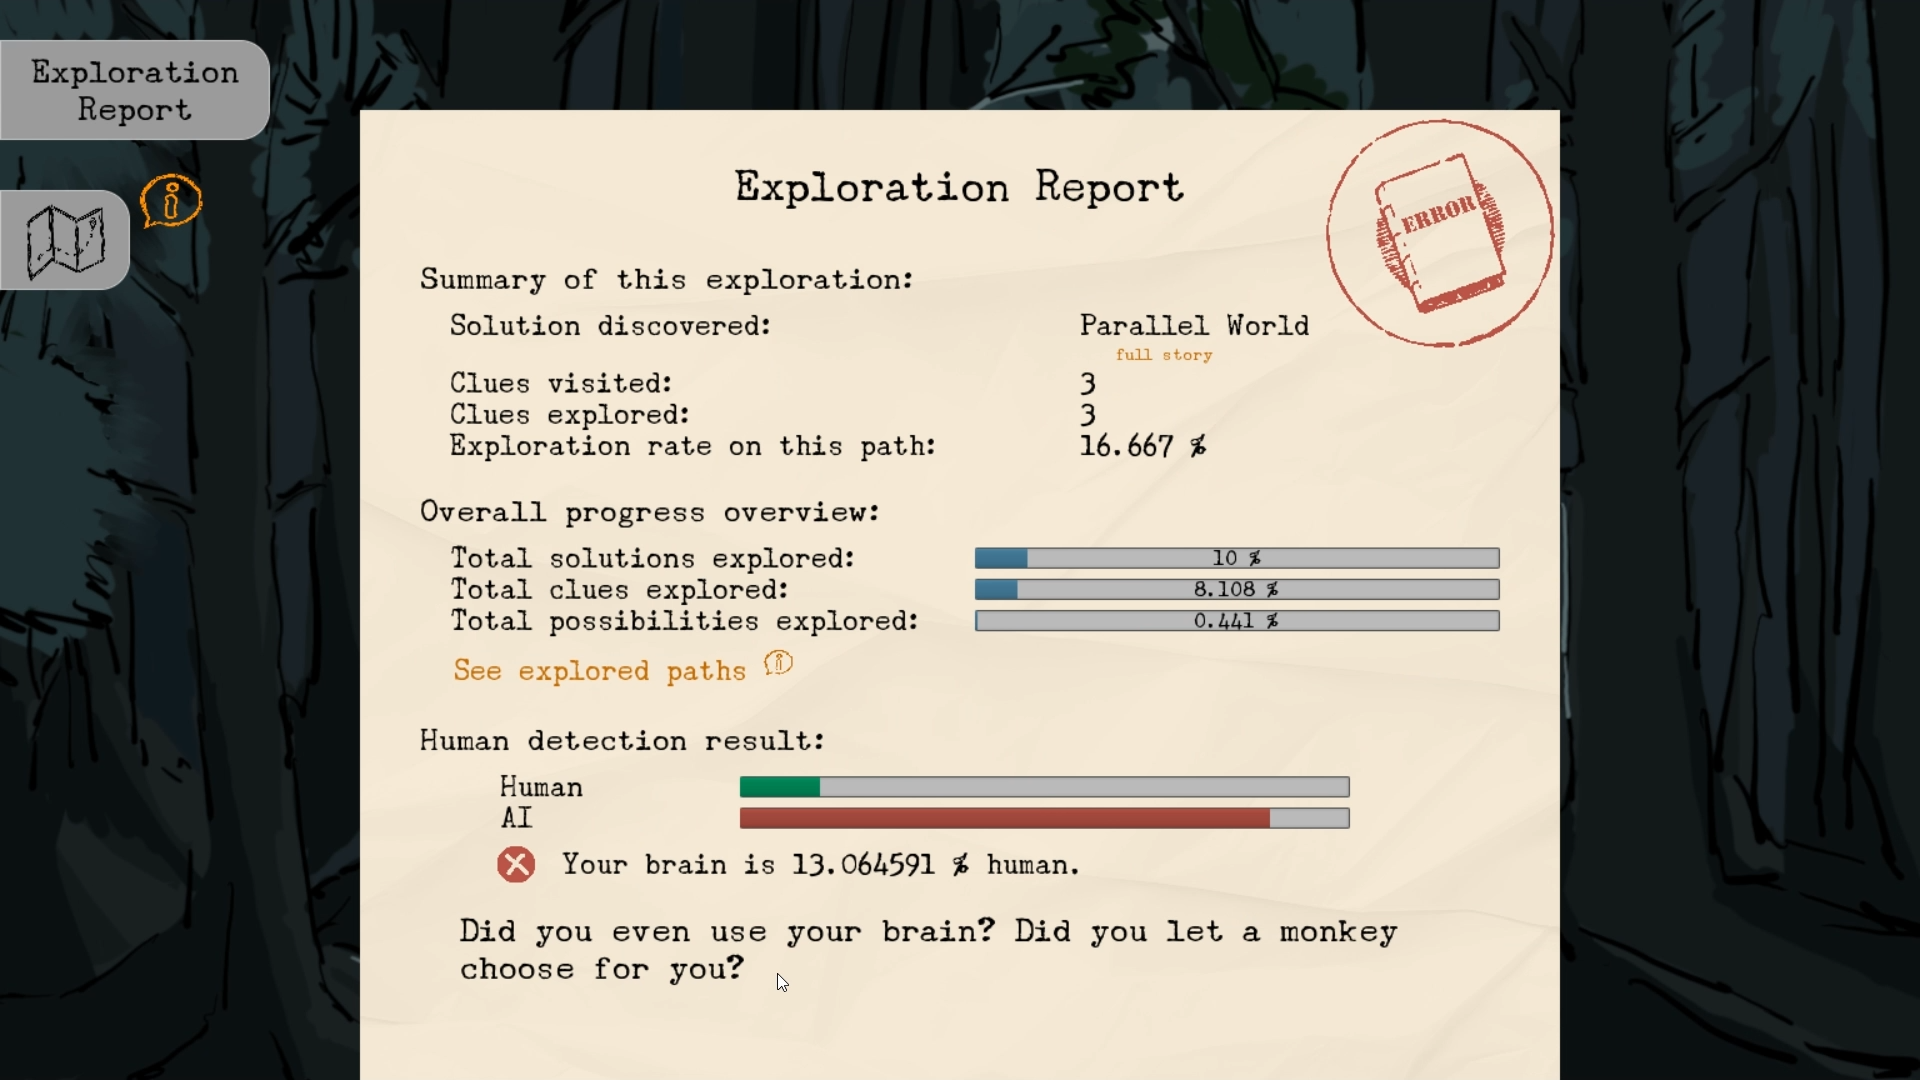 Exploration
Report
Exploration Report
ERROR
Summary of this exploration:
Solution discovered: Parallel World
full story
Clues visited: 3
Clues explored: 3
Exploration rate on this path: 16.667 %
Overall progress overview:
Total solutions explored: 10 %
Total clues explored: 8.108 %
Total possibilities explored: 0.441 %
See explored paths
Human detection result:
Human
AI
Your brain is 13.064591 % human.
Did you even use your brain? Did you let a monkey
choose for you?